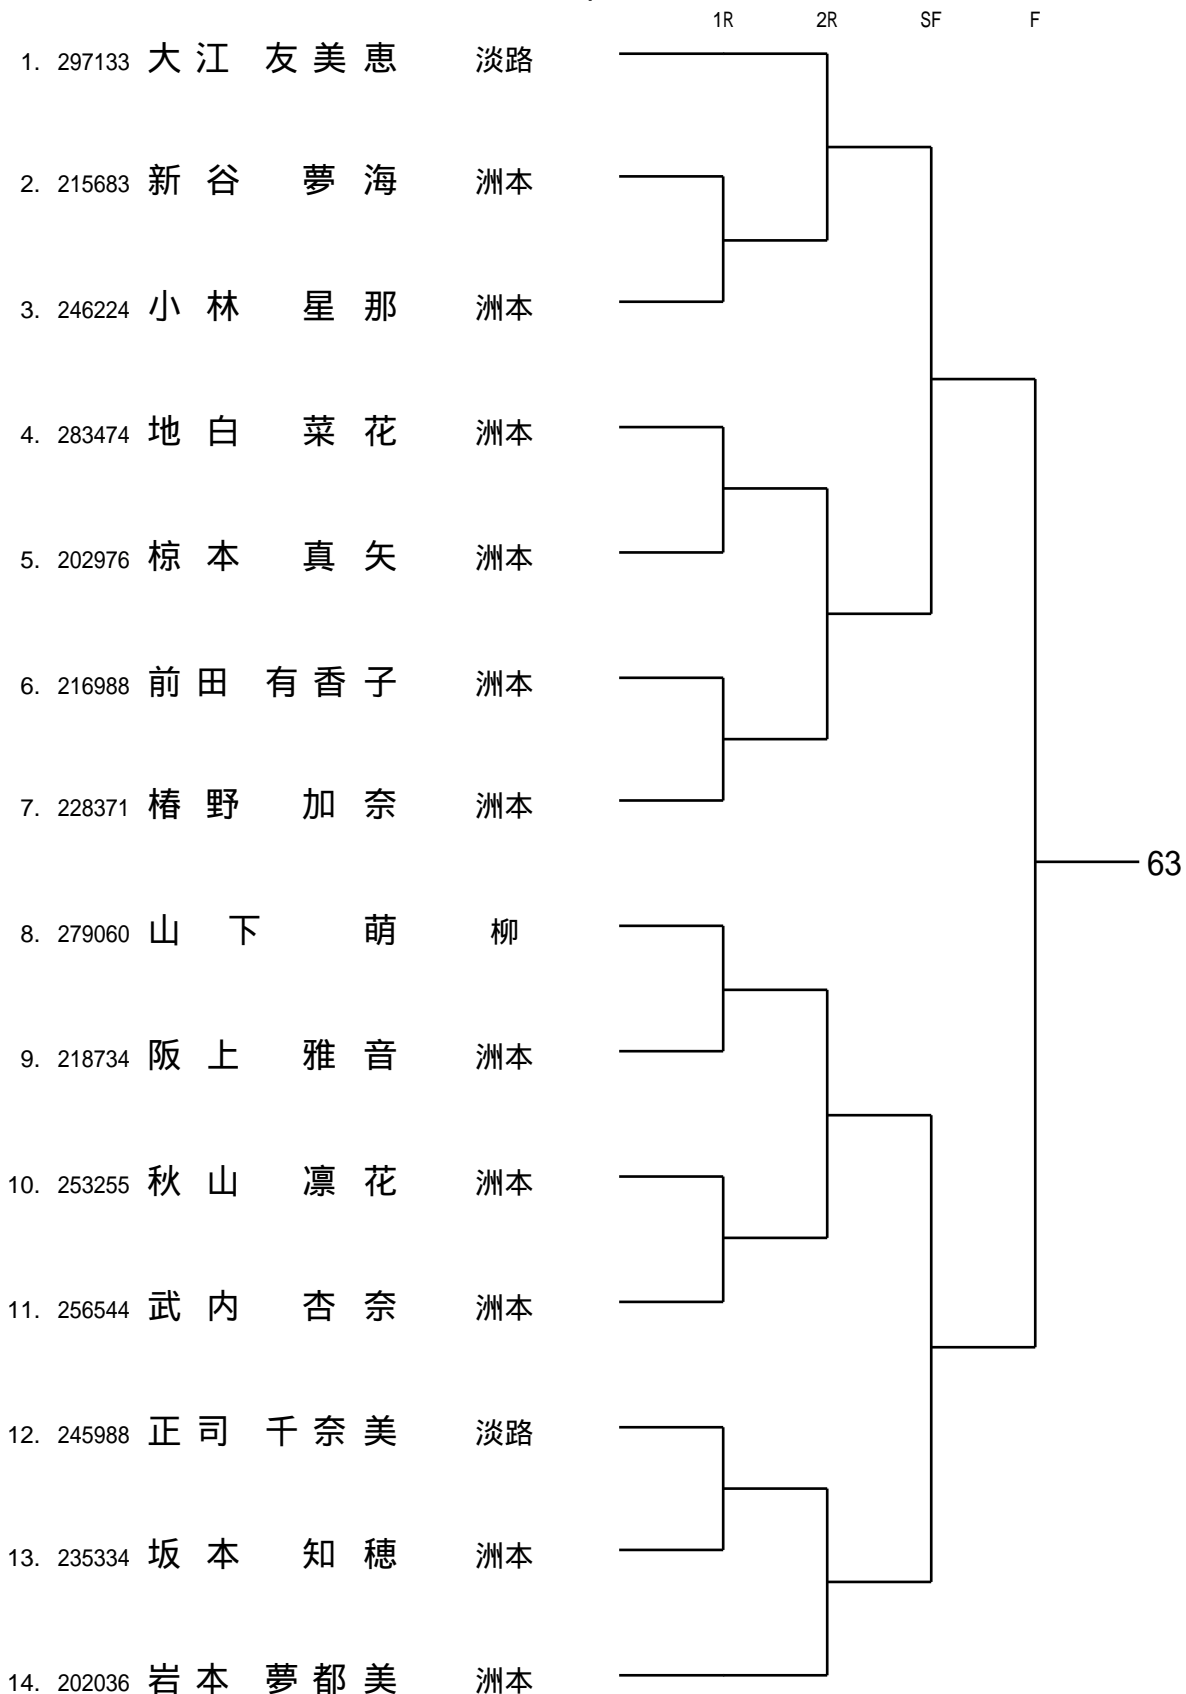 1R 2R SF F
1. 297133 大江 友美恵 淡路
2. 215683 新谷 夢海 洲本
3. 246224 小林 星那 洲本
4. 283474 地白 菜花 洲本
5. 202976 椋本 真矢 洲本
6. 216988 前田 有香子 洲本
7. 228371 椿野 加奈 洲本
63
8. 279060 山下 萌 柳
9. 218734 阪上 雅音 洲本
10. 253255 秋山 凛花 洲本
11. 256544 武内 杏奈 洲本
12. 245988 正司 千奈美 淡路
13. 235334 坂本 知穂 洲本
14. 202036 岩本 夢都美 洲本